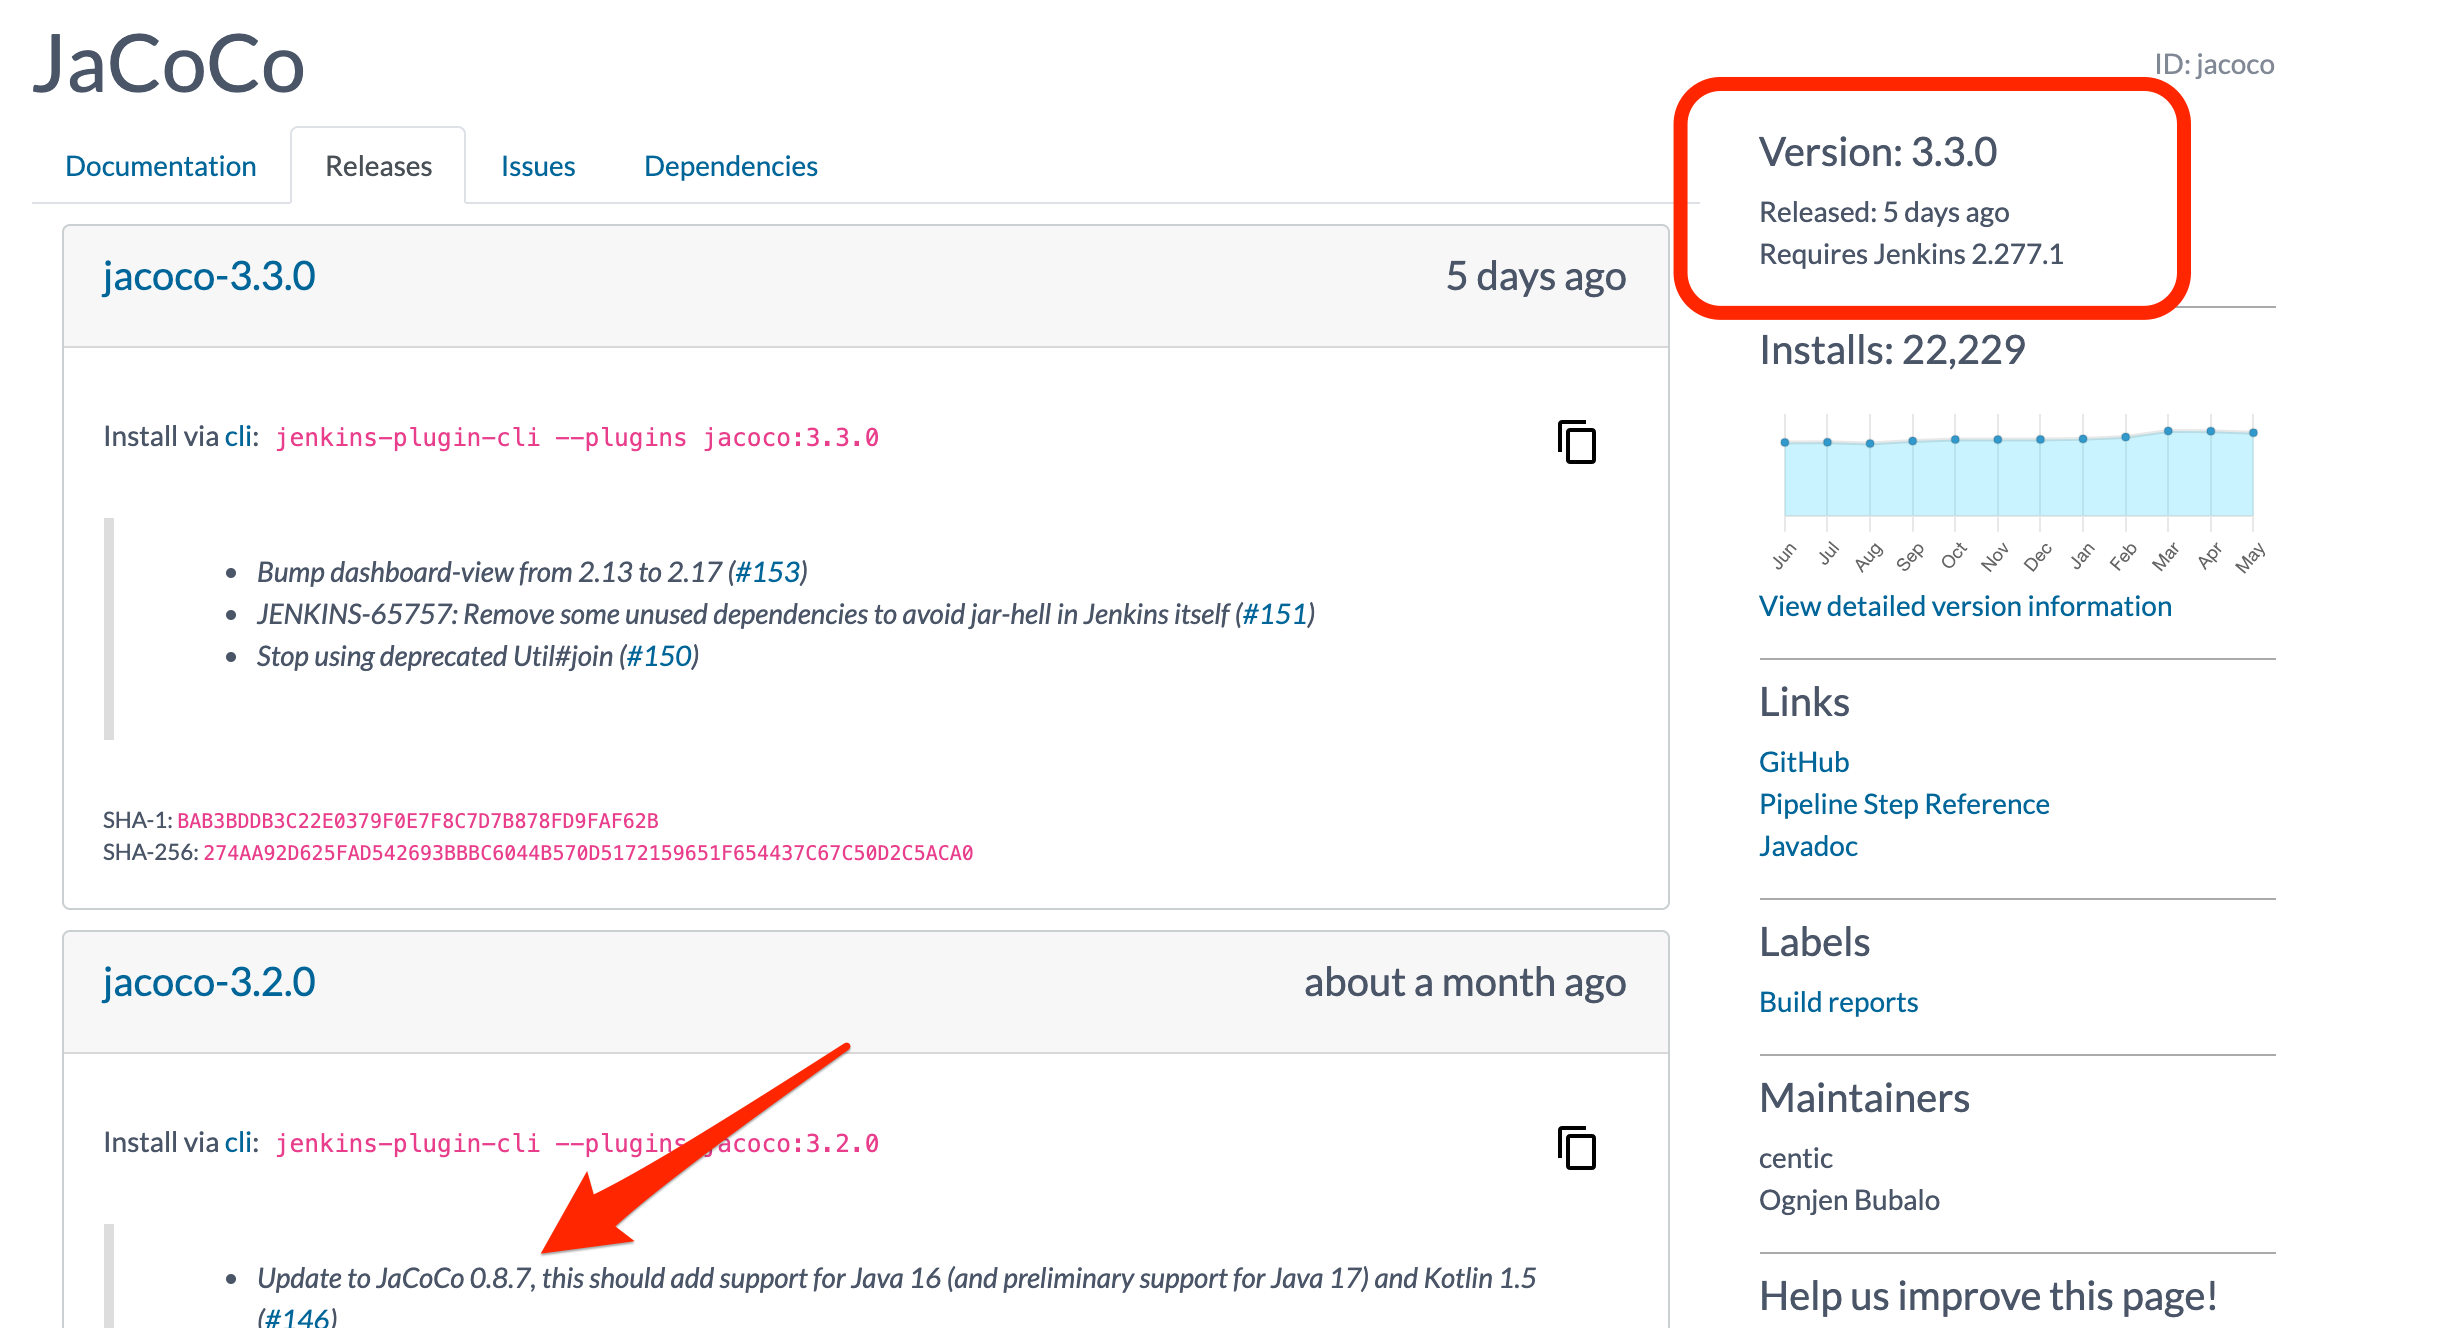 JaCoCo
ID: jacoco
Documentation
Releases
Issues
Dependencies
jacoco-3.3.0
5 days ago
Install via cli: jenkins-plugin-cli --plugins jacoco:3.3.0
Bump dashboard-view from 2.13 to 2.17 (#153)
JENKINS-65757: Remove some unused dependencies to avoid jar-hell in Jenkins itself (#151)
Stop using deprecated Util#join (#150)
SHA-1: BAB3BDDB3C22E0379F0E7F8C7D7B878FD9FAF62B
SHA-256: 274AA92D625FAD542693BBBC6044B570D5172159651F654437C67C50D2C5ACA0
jacoco-3.2.0
about a month ago
Install via cli: jenkins-plugin-cli --plugins jacoco:3.2.0
Update to JaCoCo 0.8.7, this should add support for Java 16 (and preliminary support for Java 17) and Kotlin 1.5
(#146)
Version: 3.3.0
Released: 5 days ago
Requires Jenkins 2.277.1
Installs: 22,229
Jun
Jul
Aug
Sep
Oct
Nov
Dec
Jan
Feb
Mar
Apr
May
View detailed version information
Links
GitHub
Pipeline Step Reference
Javadoc
Labels
Build reports
Maintainers
centic
Ognjen Bubalo
Help us improve this page!